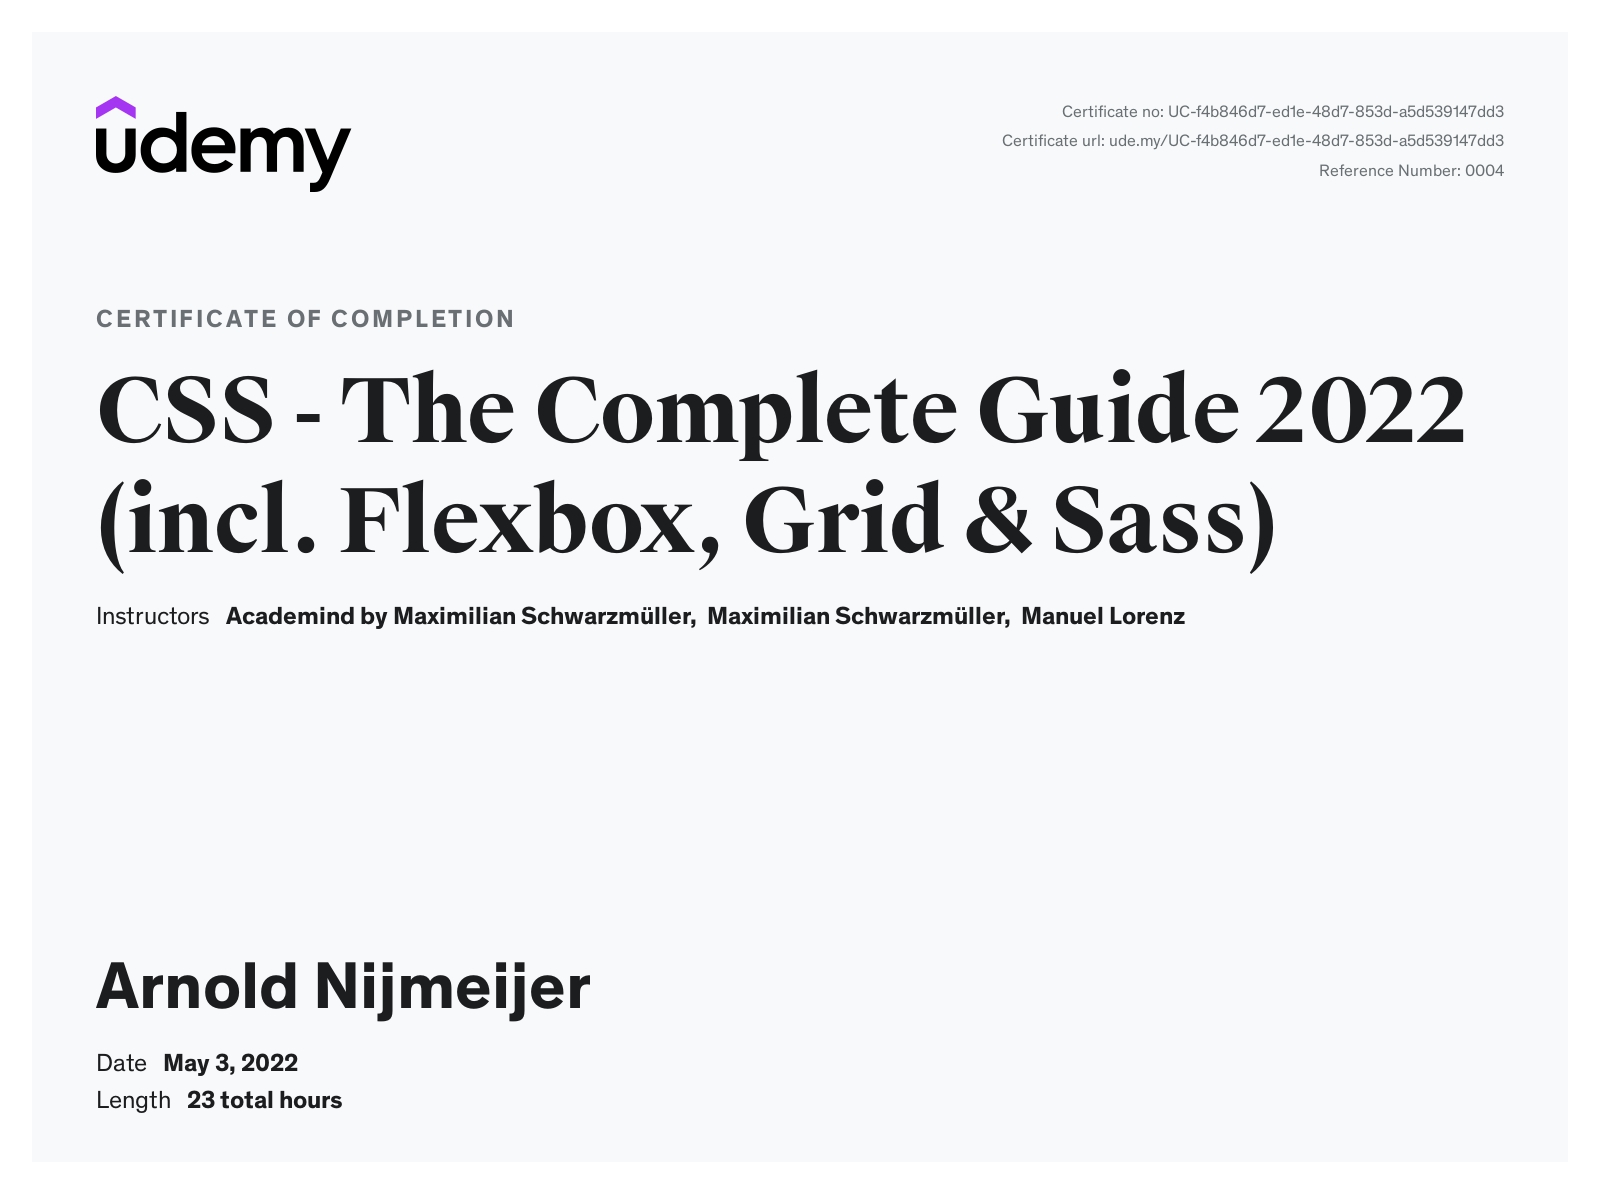 udemy
Certificate no: UC-f4b846d7-ed1e-48d7-853d-a5d539147dd3
Certificate url: ude.my/UC-f4b846d7-ed1e-48d7-853d-a5d539147dd3
Reference Number: 0004
CERTIFICATE OF COMPLETION
CSS - The Complete Guide 2022
(incl. Flexbox, Grid & Sass)
Instructors Academind by Maximilian Schwarzmüller, Maximilian Schwarzmüller, Manuel Lorenz
Arnold Nijmeijer
Date May 3, 2022
Length 23 total hours